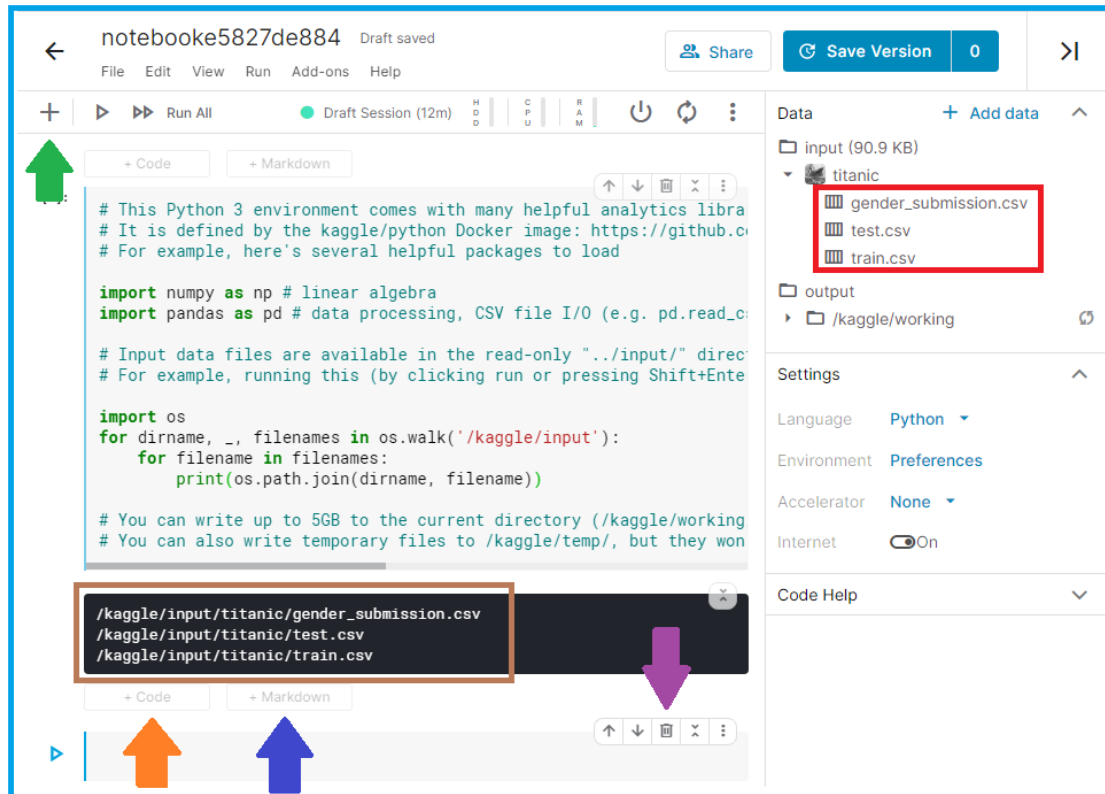 notebooke5827de884 Draft saved
File Edit View Run Add-ons Help
Share
Save Version 0
Run All
Draft Session (12m)
HDD
CPU
RAM
+ Code + Markdown
# This Python 3 environment comes with many helpful analytics libra
# It is defined by the kaggle/python Docker image: https://github.c
# For example, here's several helpful packages to load
import numpy as np # linear algebra
import pandas as pd # data processing, CSV file I/O (e.g. pd.read_c
# Input data files are available in the read-only "../input/" direc
# For example, running this (by clicking run or pressing Shift+Ente
import os
for dirname, _, filenames in os.walk('/kaggle/input'):
    for filename in filenames:
        print(os.path.join(dirname, filename))
# You can write up to 5GB to the current directory (/kaggle/working
# You can also write temporary files to /kaggle/temp/, but they won
/kaggle/input/titanic/gender_submission.csv
/kaggle/input/titanic/test.csv
/kaggle/input/titanic/train.csv
+ Code + Markdown
Data + Add data
input (90.9 KB)
titanic
gender_submission.csv
test.csv
train.csv
output
/kaggle/working
Settings
Language Python
Environment Preferences
Accelerator None
Internet On
Code Help